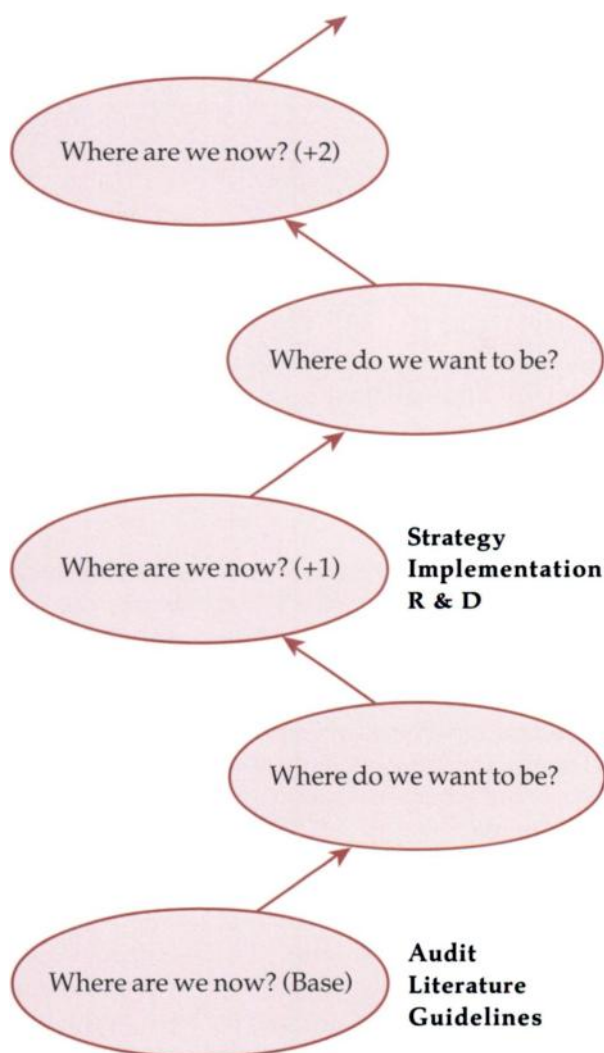 Where are we now? (+2)
Where do we want to be?
Where are we now? (+1)
Strategy
Implementation
R & D
Where do we want to be?
Where are we now? (Base)
Audit
Literature
Guidelines